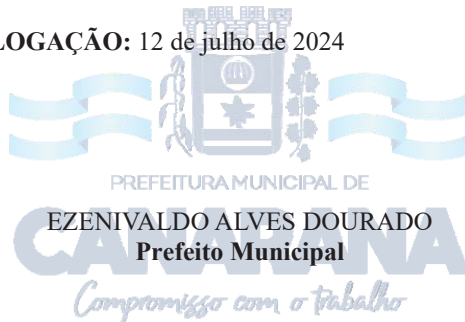 LOGAÇÃO: 12 de julho de 2024
PREFEITURA MUNICIPAL DE
EZENIVALDO ALVES DOURADO
CANARANA
Prefeito Municipal
Compromisso com o trabalho